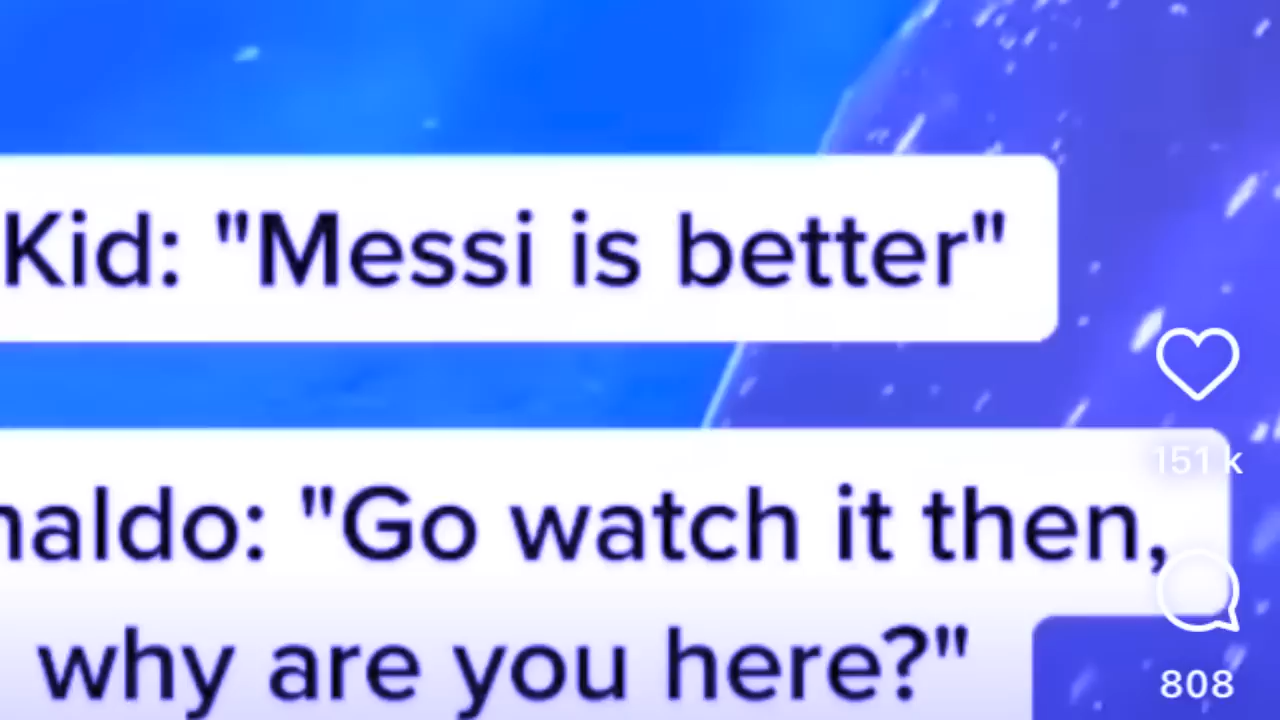 Kid: "Messi is better"
151 k
naldo: "Go watch it then,
why are you here?"
808